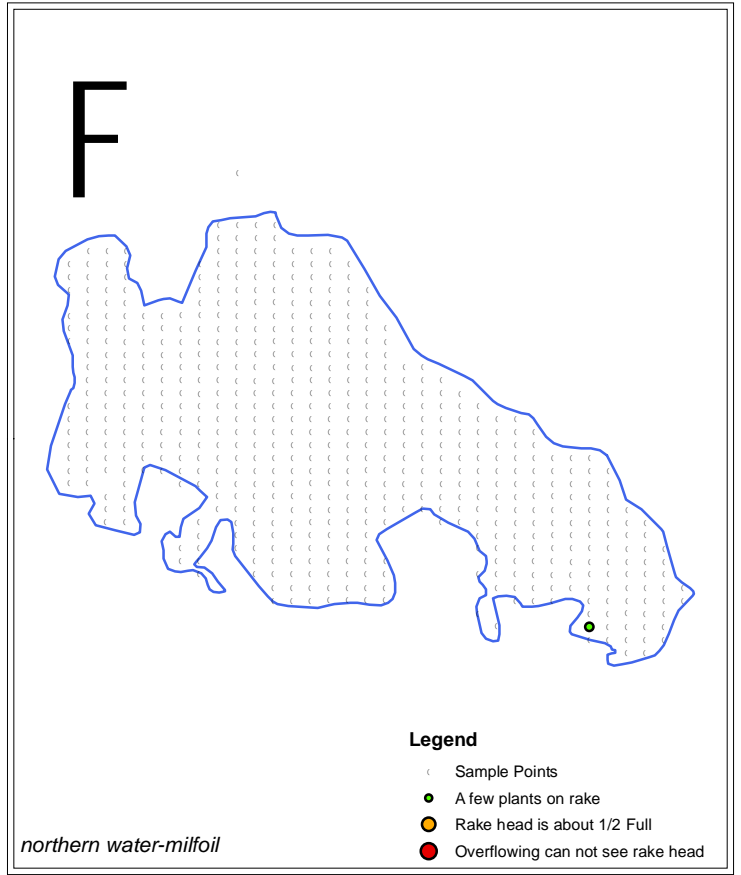 F
Legend
Sample Points
A few plants on rake
Rake head is about 1/2 Full
Overflowing can not see rake head
northern water-milfoil